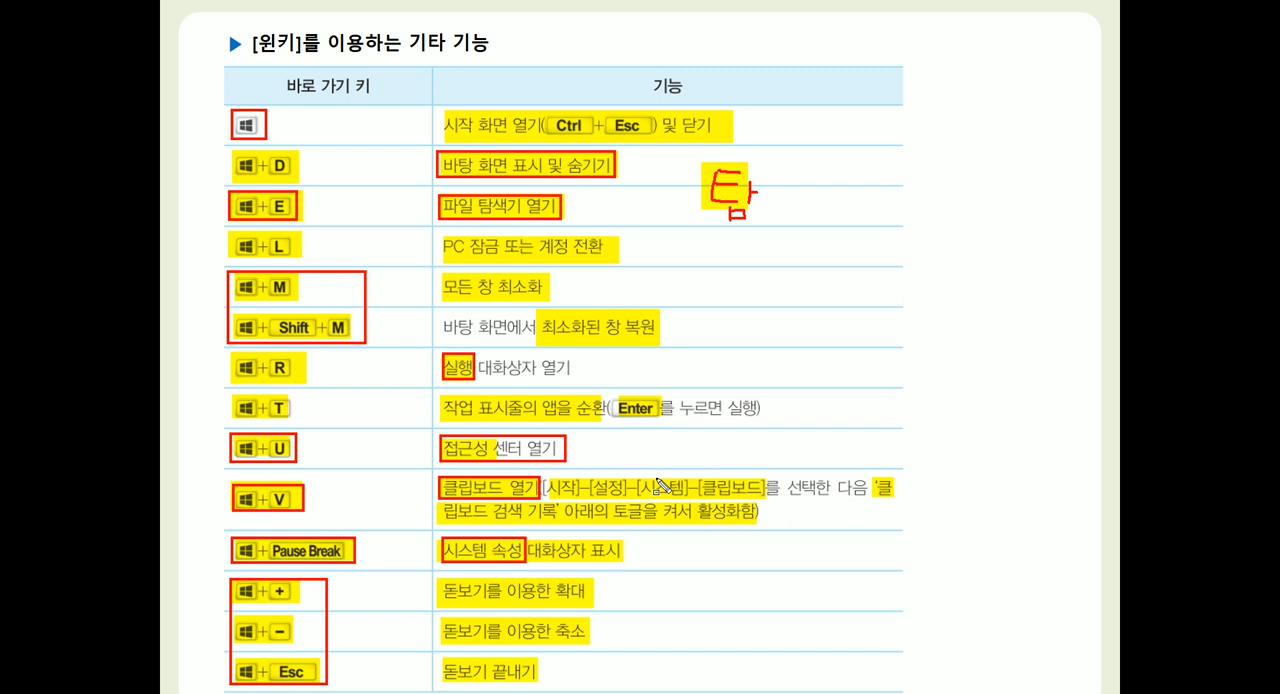 ▶ [윈키]를 이용하는 기타 기능
바로 가기 키 기능
시작 화면 열기(Ctrl+Esc) 및 닫기
+D 바탕 화면 표시 및 숨기기
+E 파일 탐색기 열기
탐
+L PC 잠금 또는 계정 전환
+M 모든 창 최소화
+Shift+M 바탕 화면에서 최소화된 창 복원
+R 실행 대화상자 열기
+T 작업 표시줄의 앱을 순환(Enter를 누르면 실행)
+U 접근성 센터 열기
+V 클립보드 열기([시작]-[설정]-[시스템]-[클립보드]를 선택한 다음 ‘클
립보드 검색 기록’ 아래의 토글을 켜서 활성화함)
+Pause Break 시스템 속성 대화상자 표시
++ 돋보기를 이용한 확대
+- 돋보기를 이용한 축소
+Esc 돋보기 끝내기